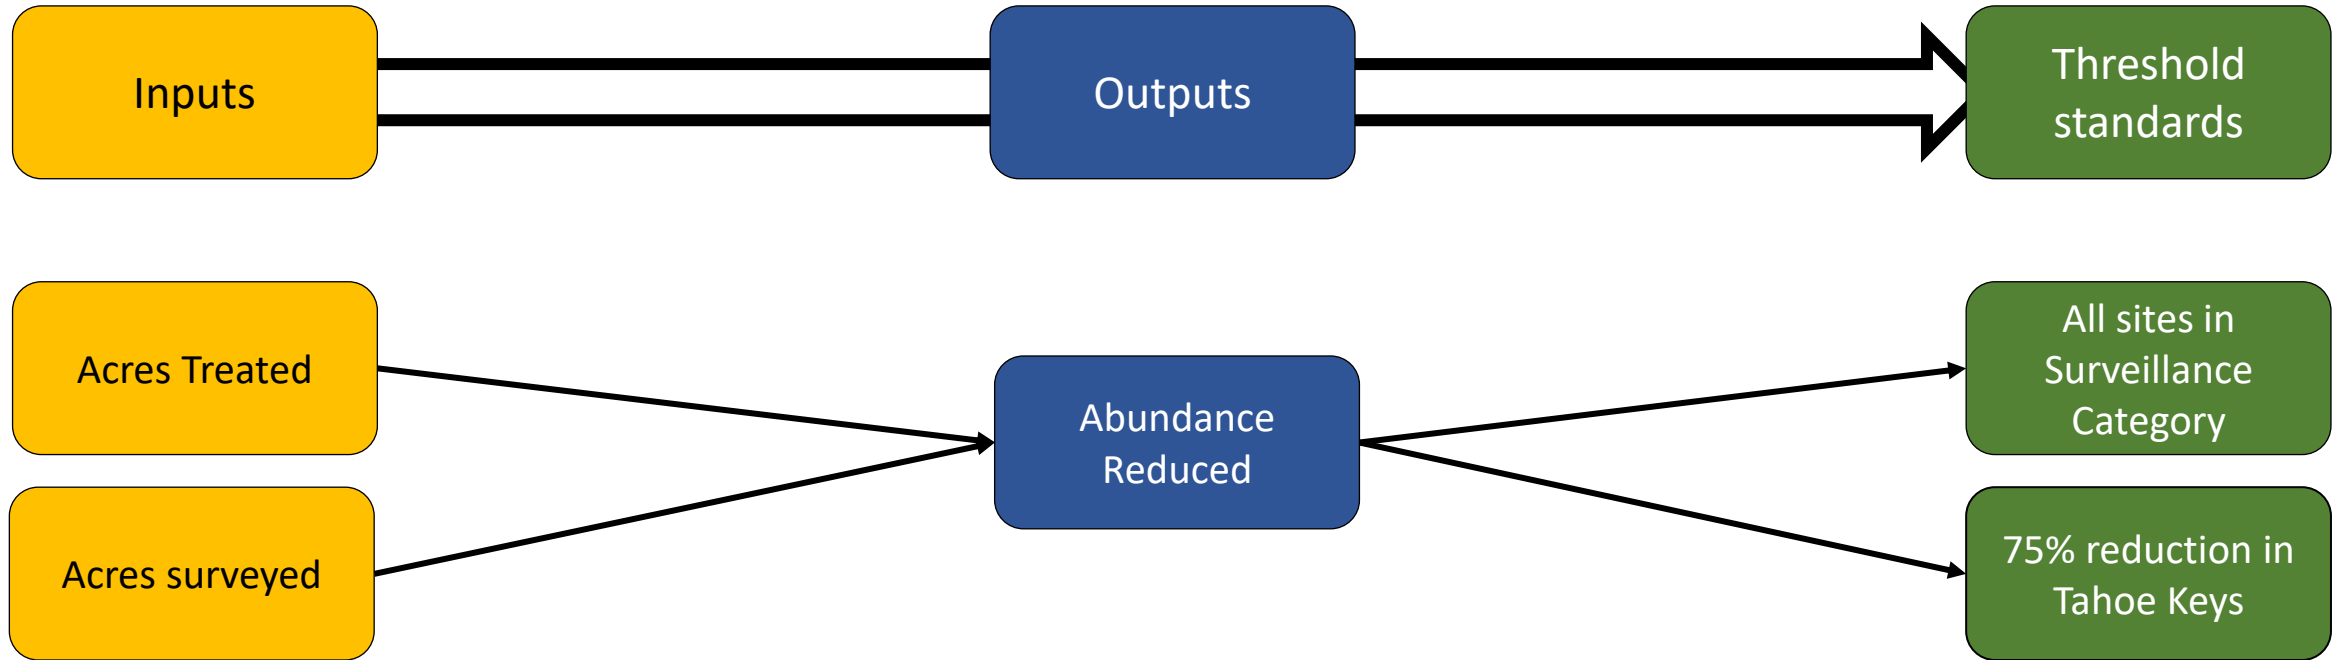 Inputs
Outputs
Threshold
standards
Acres Treated
Acres surveyed
Abundance
Reduced
All sites in
Surveillance
Category
75% reduction in
Tahoe Keys